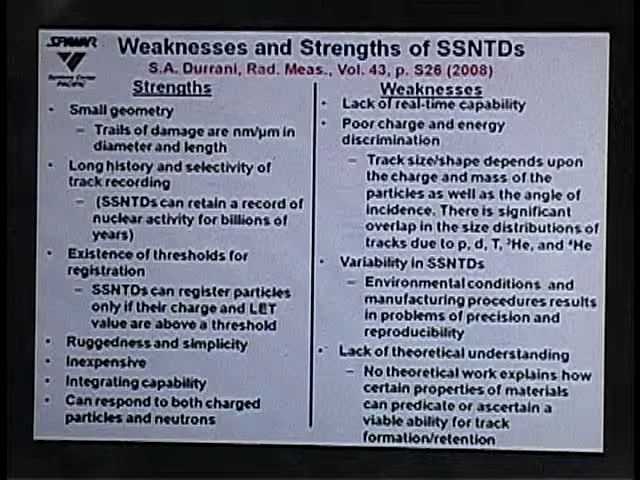 SPAWAR
Systems Center
PACIFIC
Weaknesses and Strengths of SSNTDs
S.A. Durrani, Rad. Meas., Vol. 43, p. S26 (2008)
Strengths
• Small geometry
– Trails of damage are nm/µm in
diameter and length
• Long history and selectivity of
track recording
– (SSNTDs can retain a record of
nuclear activity for billions of
years)
• Existence of thresholds for
registration
– SSNTDs can register particles
only if their charge and LET
value are above a threshold
• Ruggedness and simplicity
• Inexpensive
• Integrating capability
• Can respond to both charged
particles and neutrons
Weaknesses
• Lack of real-time capability
• Poor charge and energy
discrimination
– Track size/shape depends upon
the charge and mass of the
particles as well as the angle of
incidence. There is significant
overlap in the size distributions of
tracks due to p, d, T, ³He, and ⁴He
• Variability in SSNTDs
– Environmental conditions and
manufacturing procedures results
in problems of precision and
reproducibility
• Lack of theoretical understanding
– No theoretical work explains how
certain properties of materials
can predicate or ascertain a
viable ability for track
formation/retention